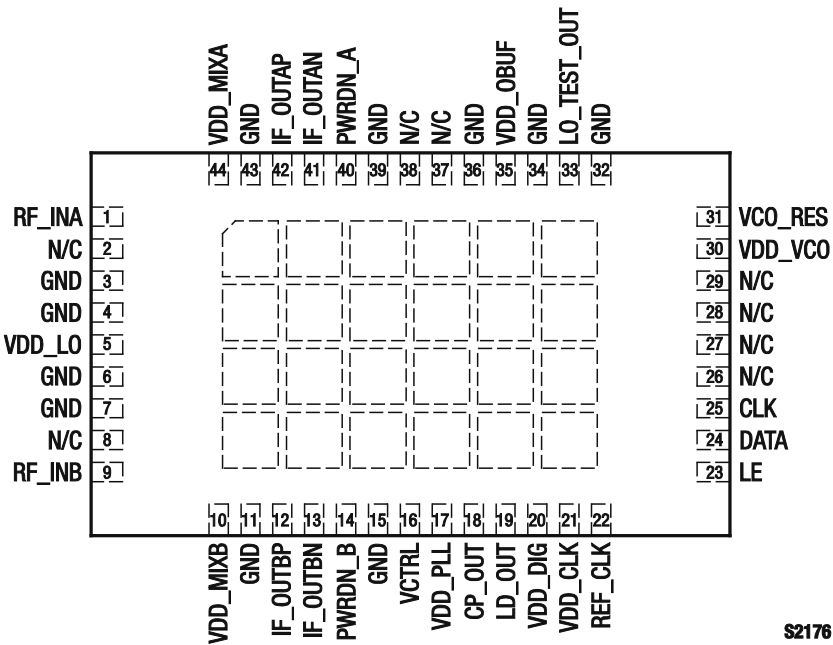 VDD_MIXA
GND
IF_OUTAP
IF_OUTAN
PWRDN_A
GND
N/C
N/C
GND
VDD_OBUF
GND
LO_TEST_OUT
GND
44 43 42 41 40 39 38 37 36 35 34 33 32
RF_INA 1
N/C 2
GND 3
GND 4
VDD_LO 5
GND 6
GND 7
N/C 8
RF_INB 9
31 VCO_RES
30 VDD_VCO
29 N/C
28 N/C
27 N/C
26 N/C
25 CLK
24 DATA
23 LE
10 11 12 13 14 15 16 17 18 19 20 21 22
VDD_MIXB
GND
IF_OUTBP
IF_OUTBN
PWRDN_B
GND
VCTRL
VDD_PLL
CP_OUT
LD_OUT
VDD_DIG
VDD_CLK
REF_CLK
S2176